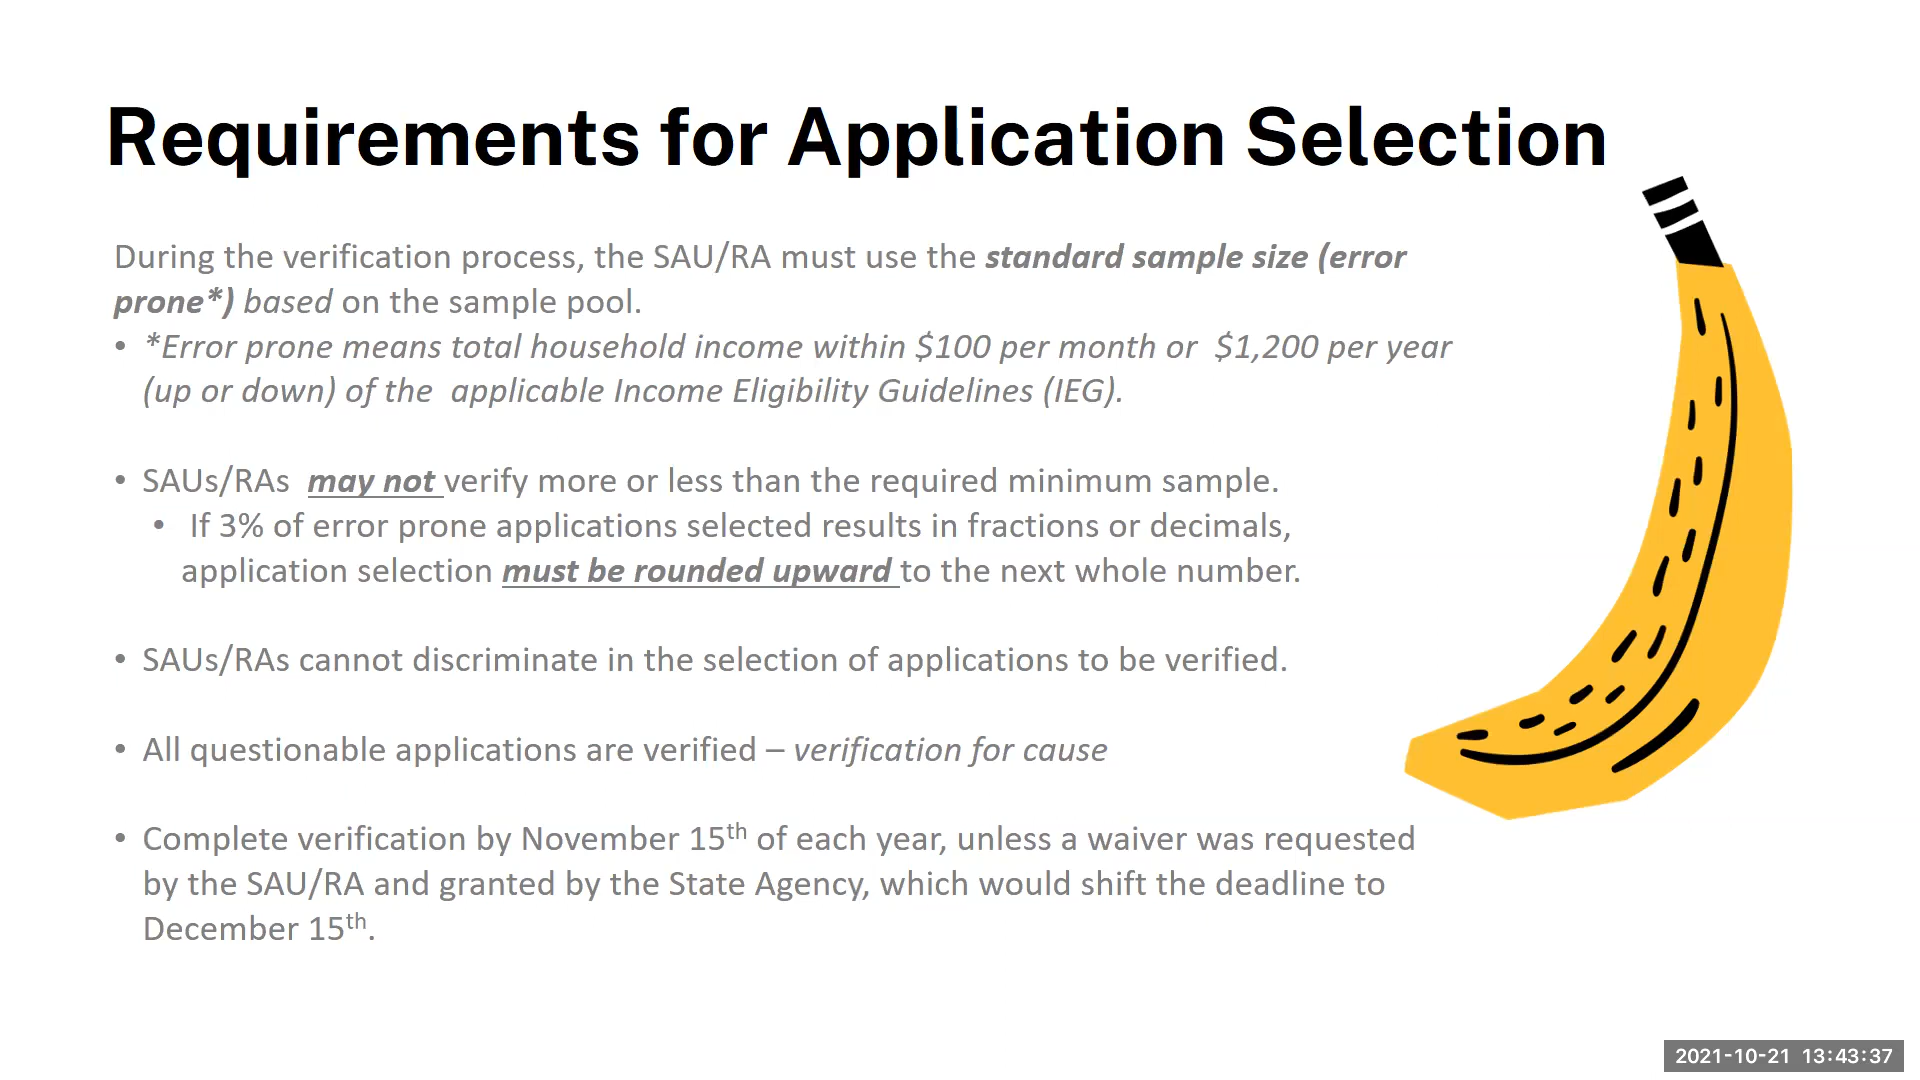 Requirements for Application Selection
During the verification process, the SAU/RA must use the standard sample size (error
prone*) based on the sample pool.
• *Error prone means total household income within $100 per month or $1,200 per year
(up or down) of the applicable Income Eligibility Guidelines (IEG).
• SAUs/RAs may not verify more or less than the required minimum sample.
• If 3% of error prone applications selected results in fractions or decimals,
application selection must be rounded upward to the next whole number.
• SAUs/RAs cannot discriminate in the selection of applications to be verified.
• All questionable applications are verified – verification for cause
• Complete verification by November 15th of each year, unless a waiver was requested
by the SAU/RA and granted by the State Agency, which would shift the deadline to
December 15th.
2021-10-21 13:43:37